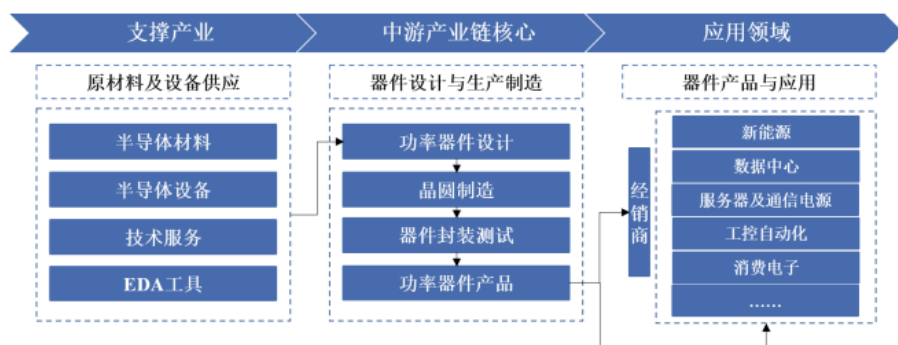 支撑产业
中游产业链核心
应用领域
原材料及设备供应
器件设计与生产制造
器件产品与应用
半导体材料
半导体设备
技术服务
EDA工具
功率器件设计
晶圆制造
器件封装测试
功率器件产品
经销商
新能源
数据中心
服务器及通信电源
工控自动化
消费电子
......